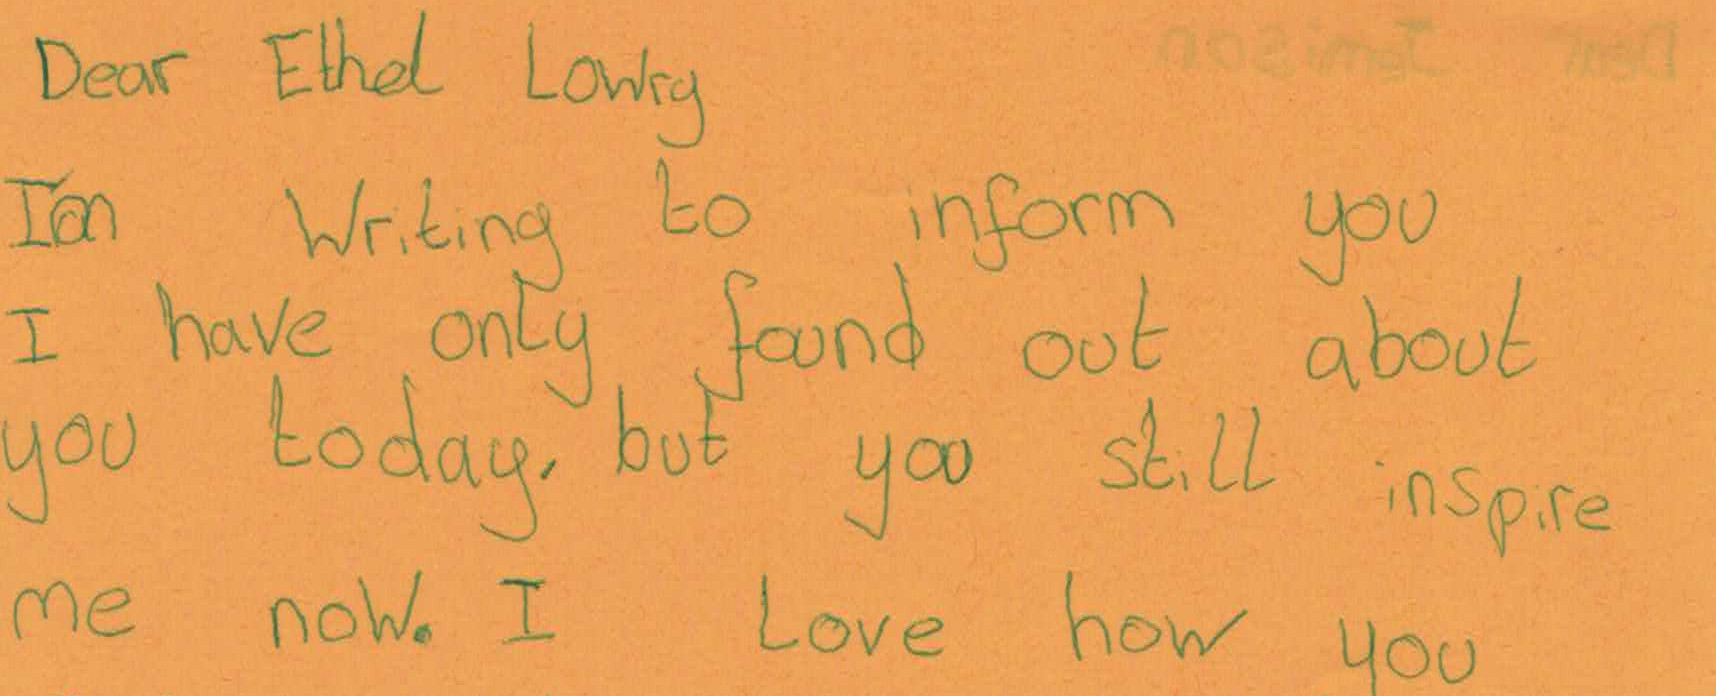 Dear Ethel Lowry
I'an Writing to inform you
I have only found out about
you today. but you still inspire
me now. I Love how you
Dear Jamison